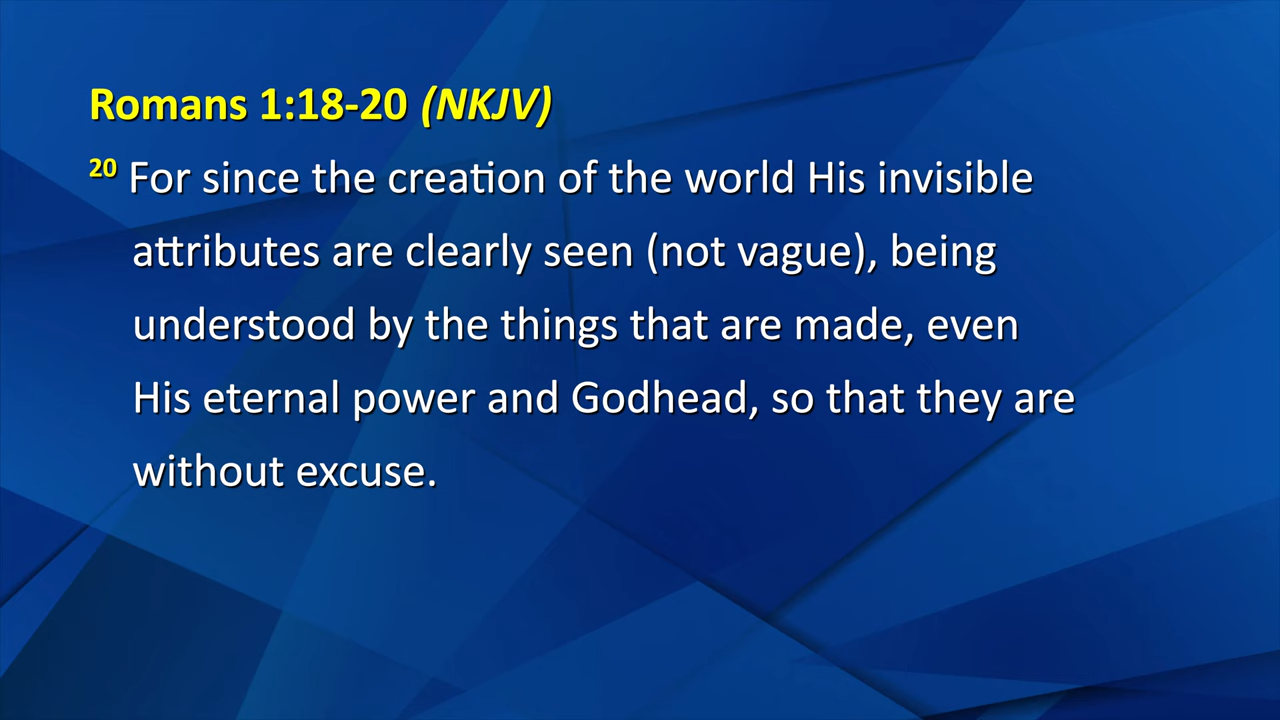 Romans 1:18-20 (NKJV)
20 For since the creation of the world His invisible
attributes are clearly seen (not vague), being
understood by the things that are made, even
His eternal power and Godhead, so that they are
without excuse.